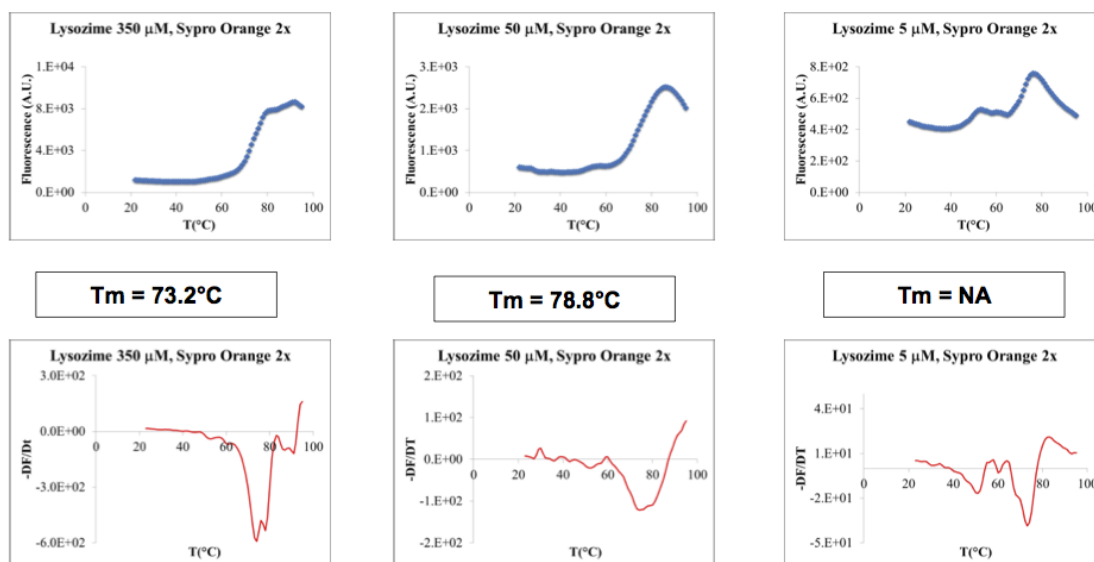 Lysozime 350 μM, Sypro Orange 2x
Fluorescence (A.U.)
1.E+04
8.E+03
4.E+03
0.E+00
0
20
40
60
80
100
T(°C)
Lysozime 50 μM, Sypro Orange 2x
Fluorescence (A.U.)
3.E+03
2.E+03
1.E+03
0.E+00
0
20
40
60
80
100
T(°C)
Lysozime 5 μM, Sypro Orange 2x
Fluorescence (A.U.)
8.E+02
6.E+02
4.E+02
2.E+02
0.E+00
0
20
40
60
80
100
T(°C)
Tm = 73.2°C
Tm = 78.8°C
Tm = NA
Lysozime 350 μM, Sypro Orange 2x
-DF/Dt
3.0E+02
0.0E+00
-3.0E+02
-6.0E+02
0
20
40
60
80
100
T(°C)
Lysozime 50 μM, Sypro Orange 2x
-DF/DT
2.E+02
1.E+02
0.E+00
-1.E+02
-2.E+02
0
20
40
60
80
100
T(°C)
Lysozime 5 μM, Sypro Orange 2x
-DF/DT
4.E+01
1.E+01
-2.E+01
-5.E+01
0
20
40
60
80
100
T(°C)